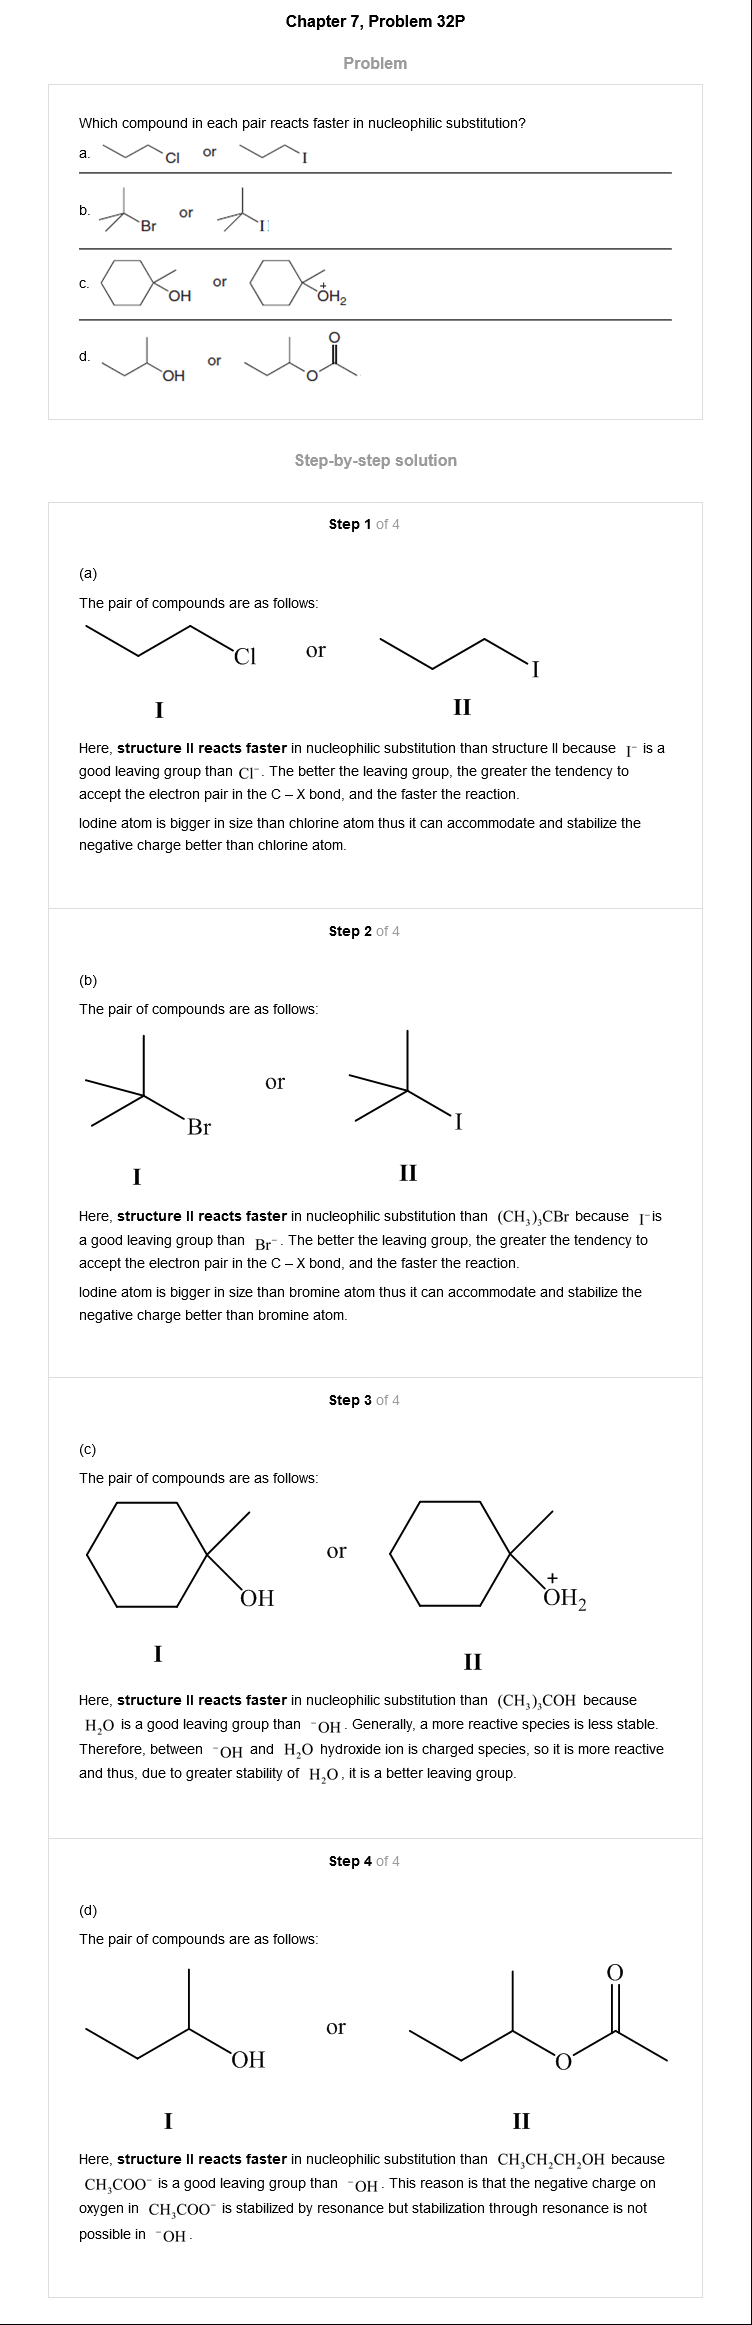 Chapter 7, Problem 32P
Problem
Which compound in each pair reacts faster in nucleophilic substitution?
a. Cl or I
b. Br or I
c. OH or +OH₂
d. OH or O O
Step-by-step solution
Step 1 of 4
(a)
The pair of compounds are as follows:
Cl or I
I II
Here, structure II reacts faster in nucleophilic substitution than structure II because I⁻ is a
good leaving group than Cl⁻. The better the leaving group, the greater the tendency to
accept the electron pair in the C – X bond, and the faster the reaction.
Iodine atom is bigger in size than chlorine atom thus it can accommodate and stabilize the
negative charge better than chlorine atom.
Step 2 of 4
(b)
The pair of compounds are as follows:
Br or I
I II
Here, structure II reacts faster in nucleophilic substitution than (CH₃)₃CBr because I⁻ is
a good leaving group than Br⁻. The better the leaving group, the greater the tendency to
accept the electron pair in the C – X bond, and the faster the reaction.
Iodine atom is bigger in size than bromine atom thus it can accommodate and stabilize the
negative charge better than bromine atom.
Step 3 of 4
(c)
The pair of compounds are as follows:
OH or +OH₂
I II
Here, structure II reacts faster in nucleophilic substitution than (CH₃)₃COH because
H₂O is a good leaving group than ⁻OH. Generally, a more reactive species is less stable.
Therefore, between ⁻OH and H₂O hydroxide ion is charged species, so it is more reactive
and thus, due to greater stability of H₂O, it is a better leaving group.
Step 4 of 4
(d)
The pair of compounds are as follows:
OH or O O
I II
Here, structure II reacts faster in nucleophilic substitution than CH₃CH₂CH₂OH because
CH₃COO⁻ is a good leaving group than ⁻OH. This reason is that the negative charge on
oxygen in CH₃COO⁻ is stabilized by resonance but stabilization through resonance is not
possible in ⁻OH.